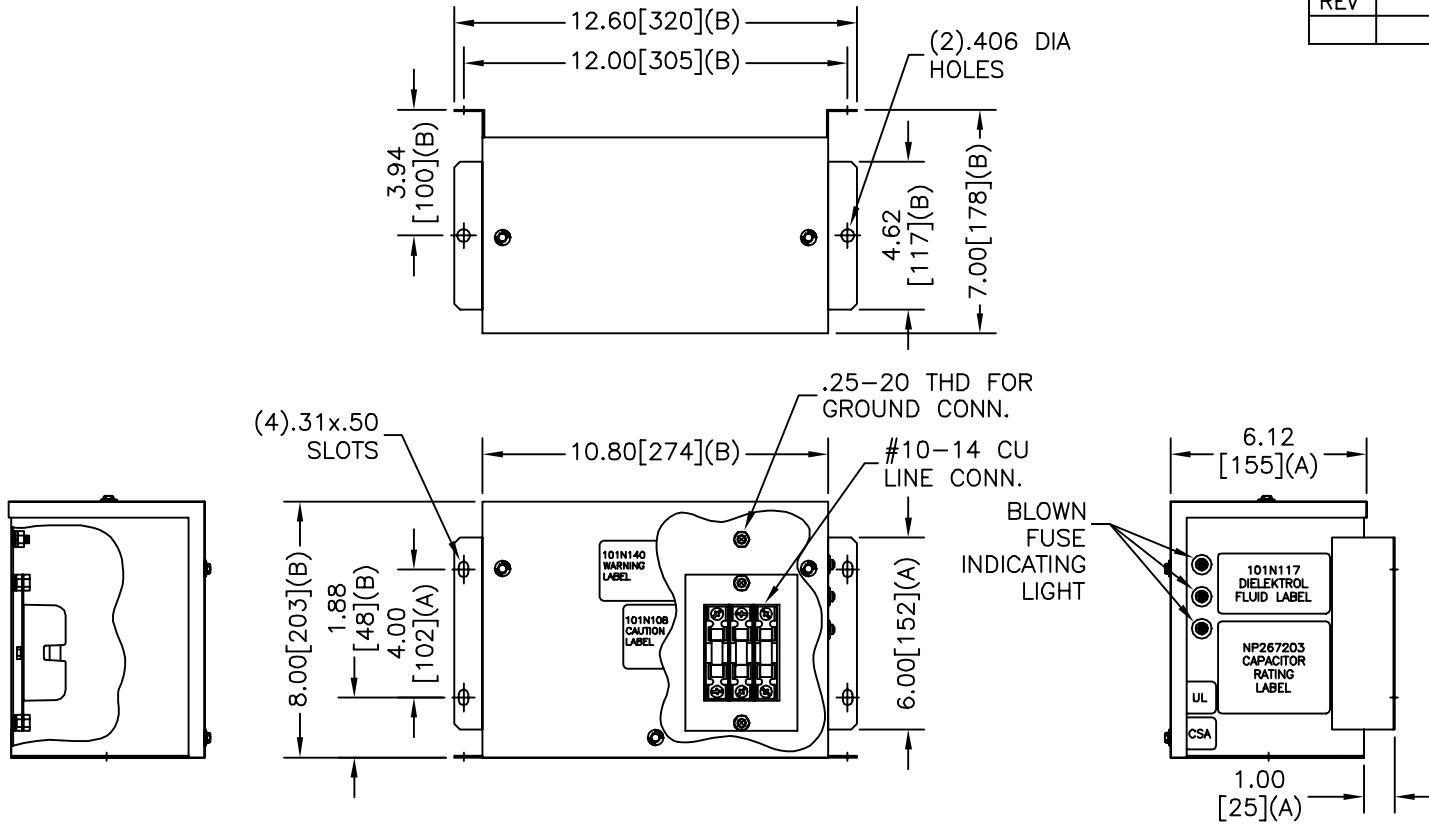 REV
12.60[320](B)
12.00[305](B)
(2).406 DIA
HOLES
3.94
[100](B)
4.62
[117](B)
7.00[178](B)
.25-20 THD FOR
GROUND CONN.
(4).31x.50
SLOTS
10.80[274](B)
#10-14 CU
LINE CONN.
6.12
[155](A)
BLOWN
FUSE
INDICATING
LIGHT
8.00[203](B)
1.88
[48](B)
4.00
[102](A)
101N140
WARNING
LABEL
101N108
CAUTION
LABEL
6.00[152](A)
101N117
DIELEKTROL
FLUID LABEL
NP267203
CAPACITOR
RATING
LABEL
UL
CSA
1.00
[25](A)